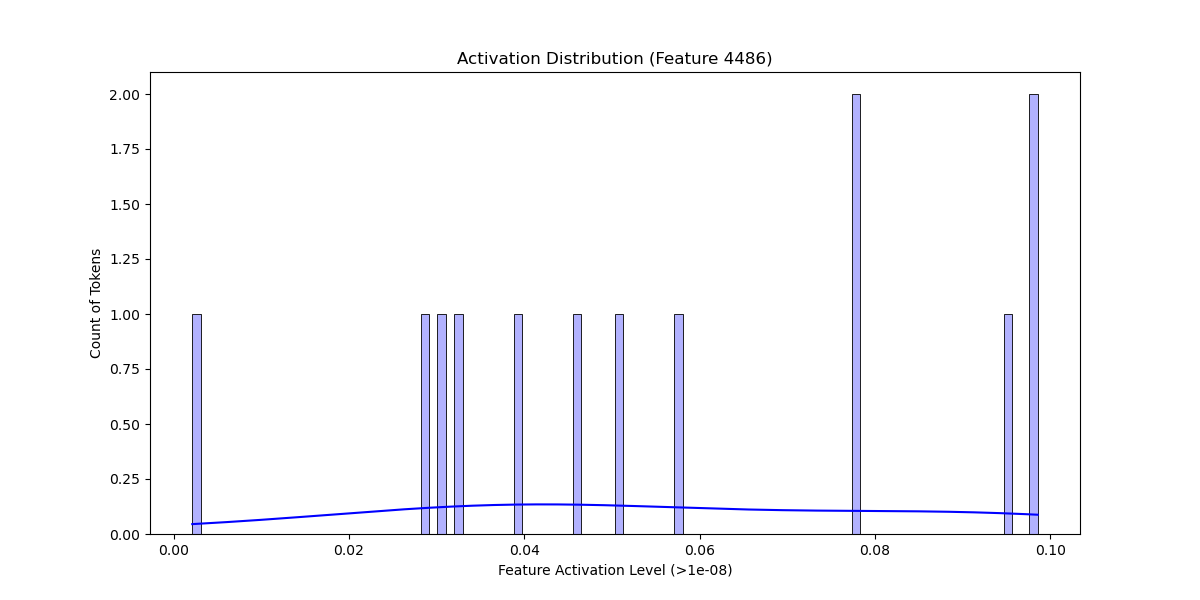 Activation Distribution (Feature 4486)
2.00
1.75
1.50
1.25
1.00
0.75
0.50
0.25
0.00
Count of Tokens
0.00 0.02 0.04 0.06 0.08 0.10
Feature Activation Level (>1e-08)